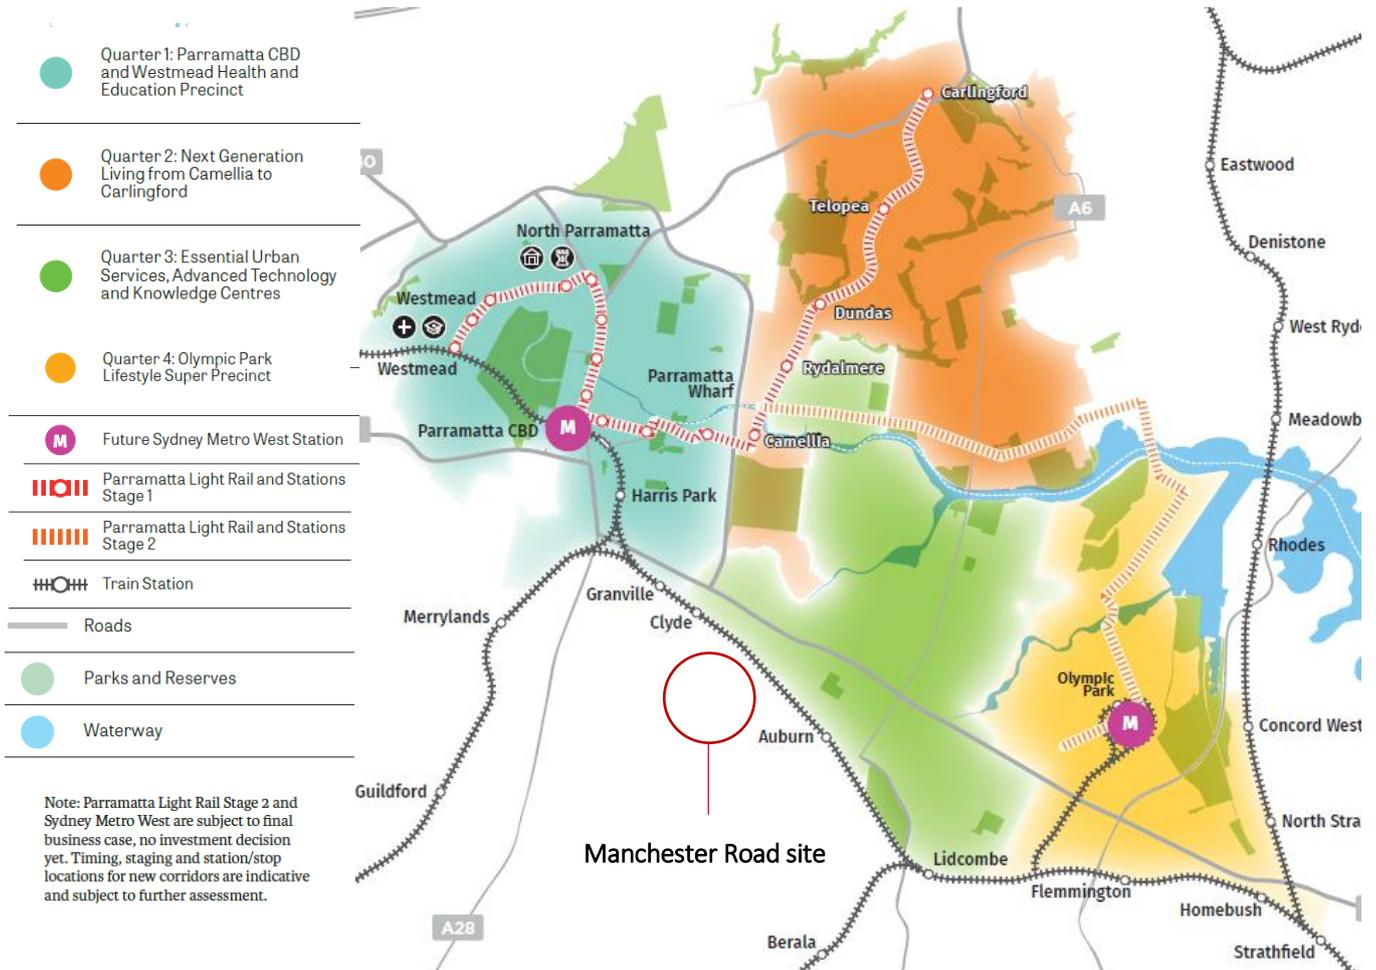 Quarter 1: Parramatta CBD
and Westmead Health and
Education Precinct
Quarter 2: Next Generation
Living from Camellia to
Carlingford
Quarter 3: Essential Urban
Services, Advanced Technology
and Knowledge Centres
Quarter 4: Olympic Park
Lifestyle Super Precinct
M
Future Sydney Metro West Station
Parramatta Light Rail and Stations
Stage 1
Parramatta Light Rail and Stations
Stage 2
Train Station
Roads
Parks and Reserves
Waterway
Note: Parramatta Light Rail Stage 2 and
Sydney Metro West are subject to final
business case, no investment decision
yet. Timing, staging and station/stop
locations for new corridors are indicative
and subject to further assessment.
Carlingford
Eastwood
Telopea
A6
North Parramatta
Denistone
Westmead
Dundas
West Ryde
Westmead
Rydalmere
Parramatta
Wharf
Meadowb
Parramatta CBD
M
Camellia
Harris Park
Rhodes
Granville
Merrylands
Clyde
Olympic
Park
M
Auburn
Concord West
Guildford
North Stra
Manchester Road site
Lidcombe
Flemmington
Homebush
A28
Berala
Strathfield